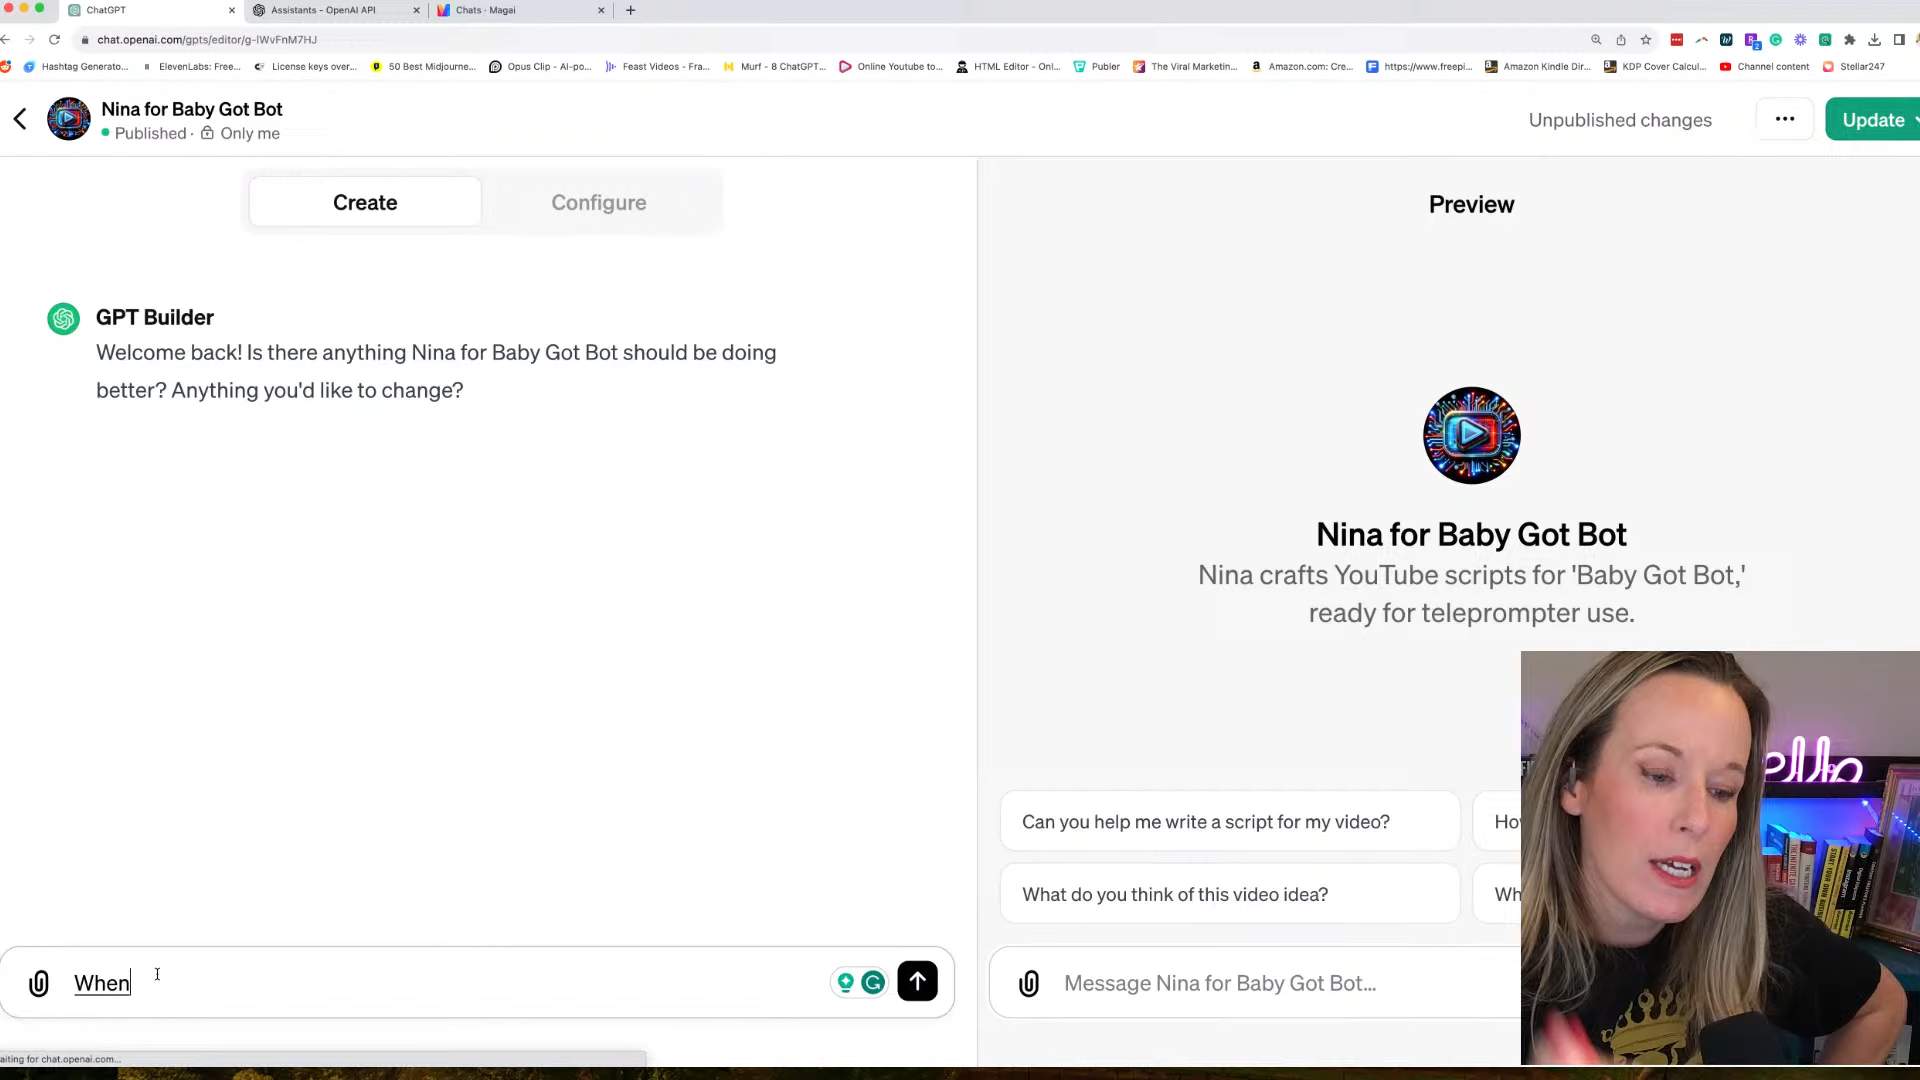 ChatGPT
Assistants - OpenAI API
Chats · Magai
chat.openai.com/gpts/editor/g-IWvFnM7HJ
Hashtag Generato...
ElevenLabs: Free...
License keys over...
50 Best Midjourne...
Opus Clip - AI-po...
Feast Videos - Fra...
Murf - 8 ChatGPT...
Online Youtube to...
HTML Editor - Onl...
Publer
The Viral Marketin...
Amazon.com: Cre...
https://www.freepi...
Amazon Kindle Dir...
KDP Cover Calcul...
Channel content
Stellar247
Nina for Baby Got Bot
Published · Only me
Unpublished changes
Update
Create
Configure
Preview
GPT Builder
Welcome back! Is there anything Nina for Baby Got Bot should be doing
better? Anything you'd like to change?
Nina for Baby Got Bot
Nina crafts YouTube scripts for 'Baby Got Bot,'
ready for teleprompter use.
Can you help me write a script for my video?
What do you think of this video idea?
When
Message Nina for Baby Got Bot...
aiting for chat.openai.com...
hello